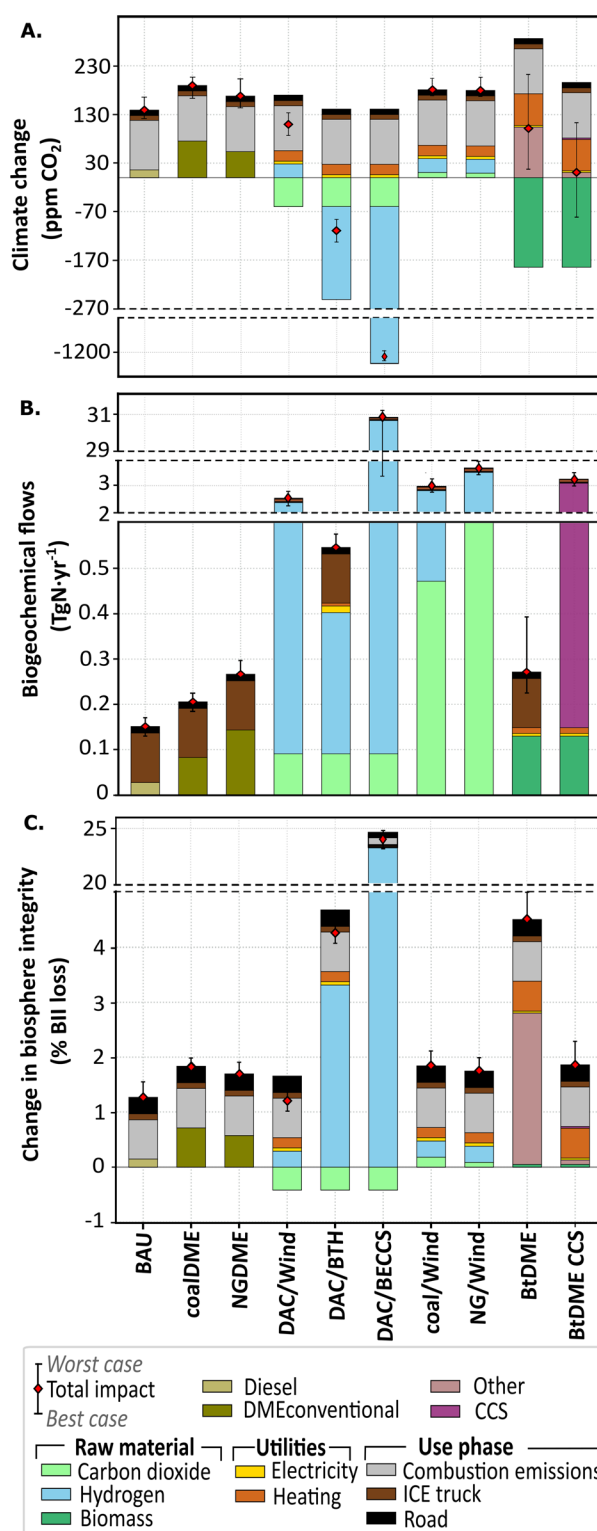 A.
Climate change
(ppm CO₂)
230
130
30
-70
-170
-270
-1200
B.
Biogeochemical flows
(TgN·yr⁻¹)
31
29
3
2
0.5
0.4
0.3
0.2
0.1
0
C.
Change in biosphere integrity
(% BII loss)
25
20
4
3
2
1
0
-1
BAU
coalDME
NGDME
DAC/Wind
DAC/BTH
DAC/BECCS
coal/Wind
NG/Wind
BtDME
BtDME CCS
Worst case
Total impact
Best case
Diesel
DMEconventional
Other
CCS
Raw material
Carbon dioxide
Hydrogen
Biomass
Utilities
Electricity
Heating
Use phase
Combustion emissions
ICE truck
Road